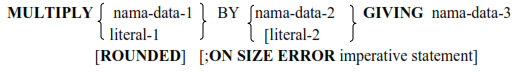 MULTIPLY { nama-data-1 } BY { nama-data-2 } GIVING nama-data-3
literal-1 [literal-2
[ROUNDED] [;ON SIZE ERROR imperative statement]